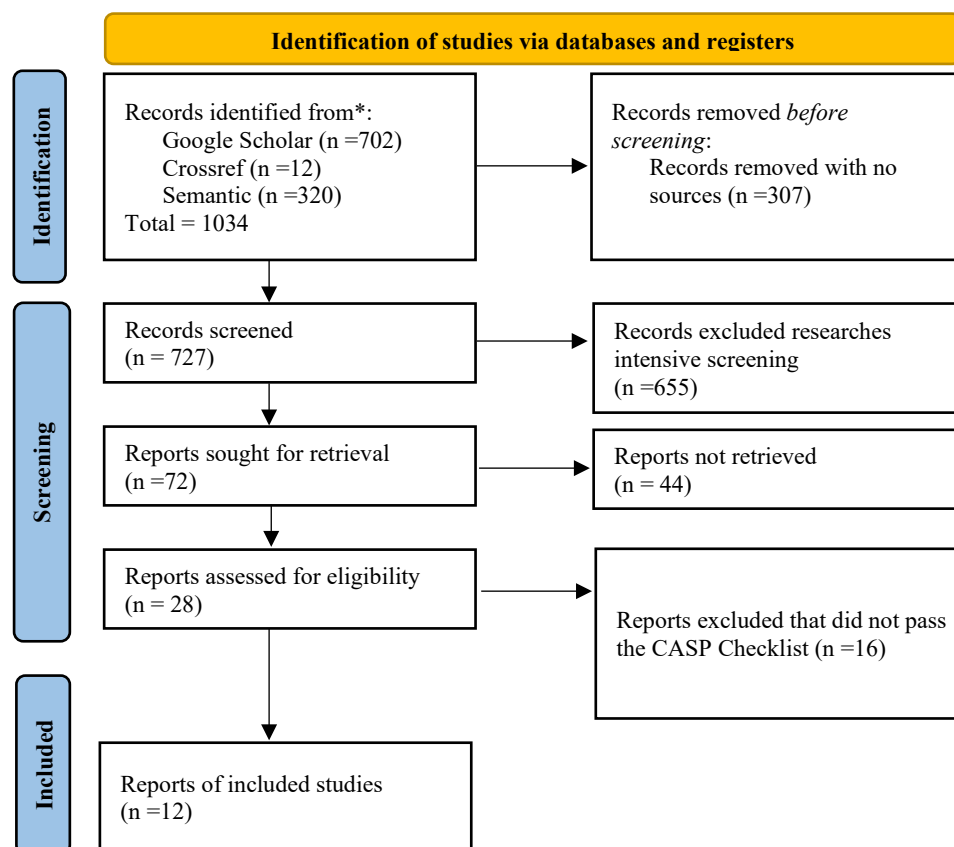 Identification of studies via databases and registers
Identification
Records identified from*:
Google Scholar (n =702)
Crossref (n =12)
Semantic (n =320)
Total = 1034
Records removed before
screening:
Records removed with no
sources (n =307)
Screening
Records screened
(n = 727)
Records excluded researches
intensive screening
(n =655)
Reports sought for retrieval
(n =72)
Reports not retrieved
(n = 44)
Reports assessed for eligibility
(n = 28)
Reports excluded that did not pass
the CASP Checklist (n =16)
Included
Reports of included studies
(n =12)